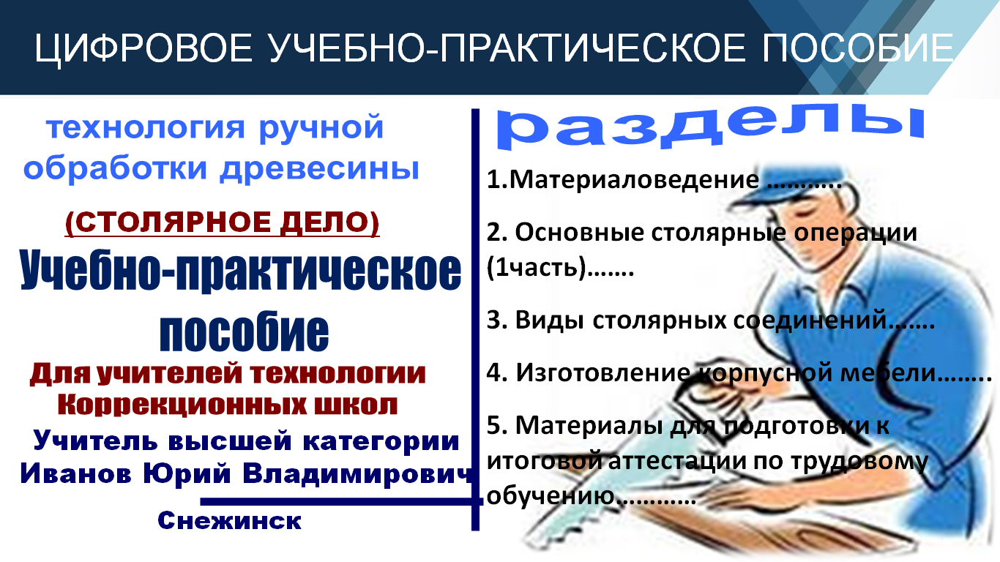 ЦИФРОВОЕ УЧЕБНО-ПРАКТИЧЕСКОЕ ПОСОБИЕ
технология ручной
обработки древесины
(СТОЛЯРНОЕ ДЕЛО)
Учебно-практическое
пособие
Для учителей технологии
Коррекционных школ
Учитель высшей категории
Иванов Юрий Владимирович
Снежинск
разделы
1.Материаловедение ………..
2. Основные столярные операции
(1часть)…….
3. Виды столярных соединений…….
4. Изготовление корпусной мебели……..
5. Материалы для подготовки к
итоговой аттестации по трудовому
обучению…………